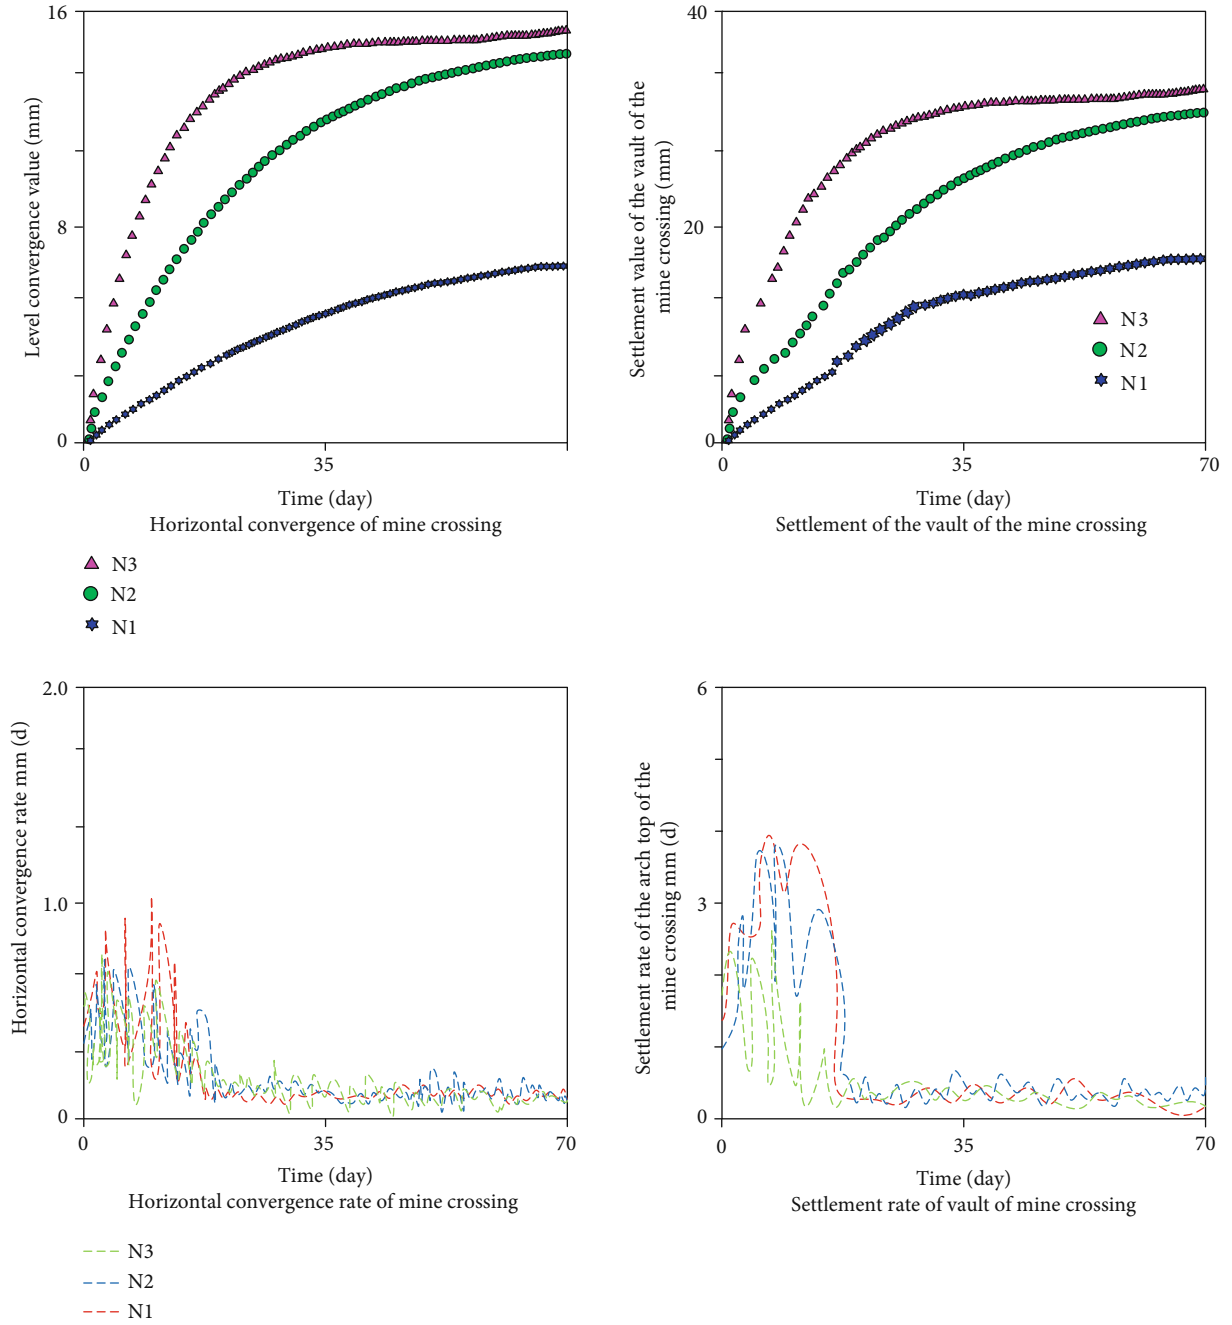 16
8
0
Level convergence value (mm)
0
35
Time (day)
Horizontal convergence of mine crossing
N3
N2
N1
40
20
0
Settlement value of the vault of the
mine crossing (mm)
N3
N2
N1
0
35
70
Time (day)
Settlement of the vault of the mine crossing
2.0
1.0
0
Horizontal convergence rate mm (d)
0
35
70
Time (day)
Horizontal convergence rate of mine crossing
N3
N2
N1
6
3
0
Settlement rate of the arch top of the
mine crossing mm (d)
0
35
70
Time (day)
Settlement rate of vault of mine crossing